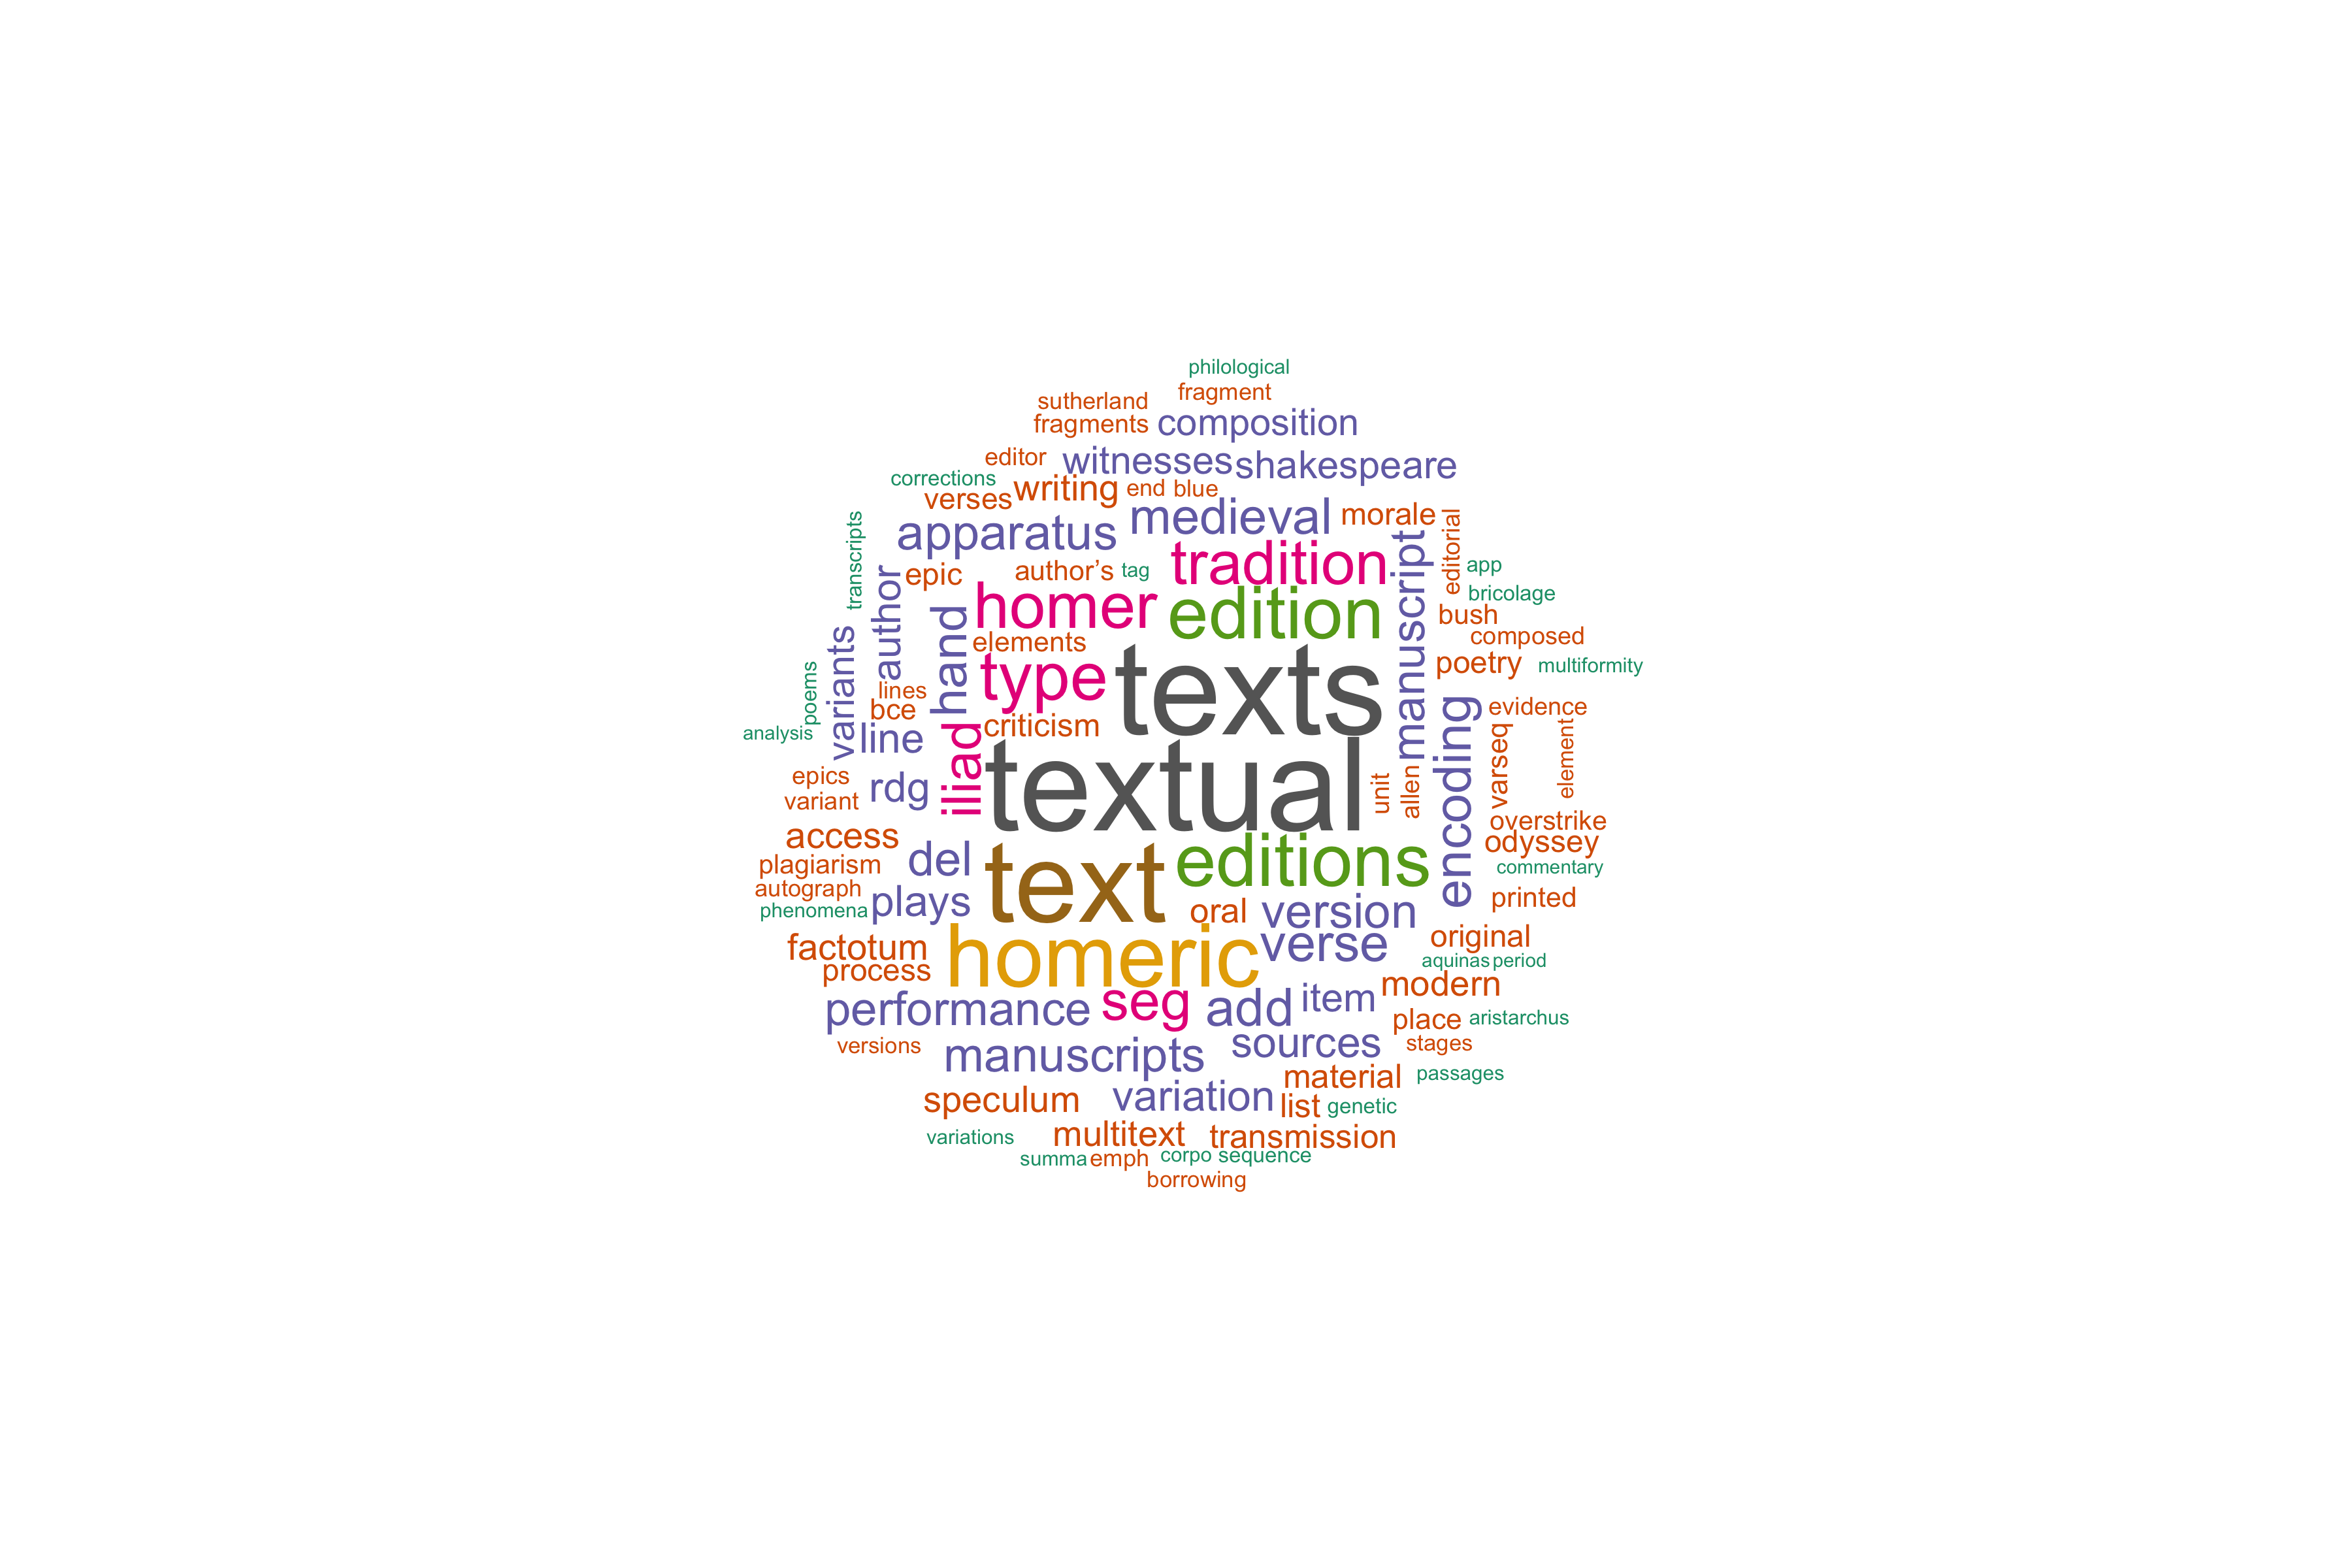 philological
fragment
sutherland
fragments
composition
editor
witnesses
shakespeare
corrections
verses
writing
end
blue
medieval
morale
apparatus
transcripts
tradition
manuscript
editorial
author
epic
author’s
tag
app
homer
edition
bricolage
hand
bush
elements
composed
variants
type
texts
poetry
multiformity
poems
lines
bce
criticism
encoding
evidence
analysis
line
iliad
textual
varseq
element
epics
variant
rdg
unit
allen
access
overstrike
odyssey
plagiarism
del
text
editions
commentary
autograph
phenomena
plays
oral
version
printed
factotum
process
homeric
verse
original
aquinas
period
performance
seg
add
item
modern
place
aristarchus
versions
manuscripts
sources
stages
material
passages
speculum
variation
list
genetic
variations
multitext
transmission
summa
emph
corpo
sequence
borrowing